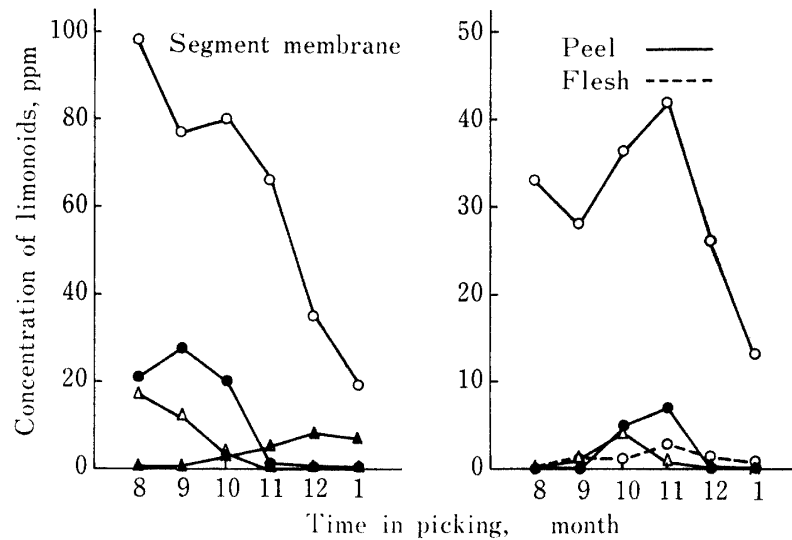 Concentration of limonoids, ppm
100
80
60
40
20
0
Segment membrane
8 9 10 11 12 1
50
40
30
20
10
0
Peel
Flesh
8 9 10 11 12 1
Time in picking, month